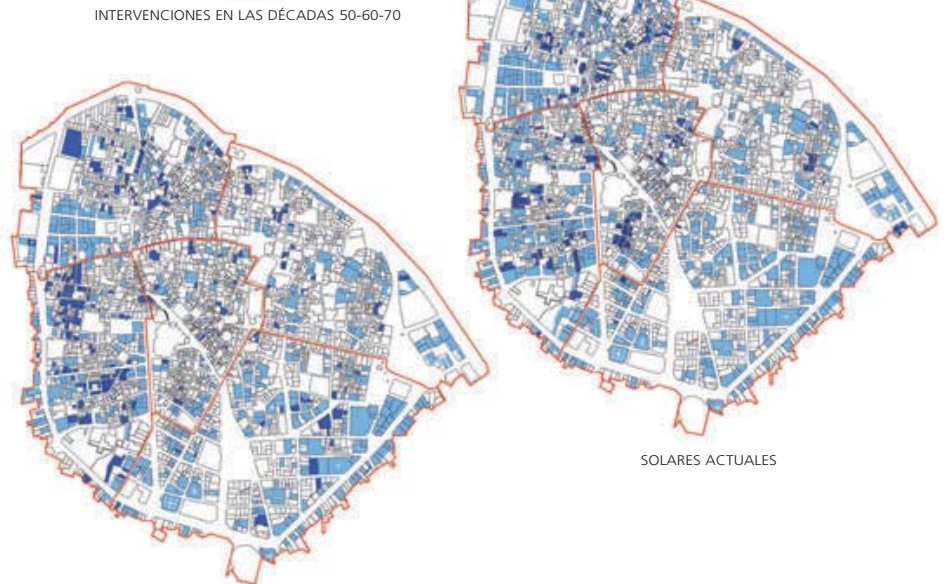 INTERVENCIONES EN LAS DÉCADAS 50-60-70
SOLARES ACTUALES